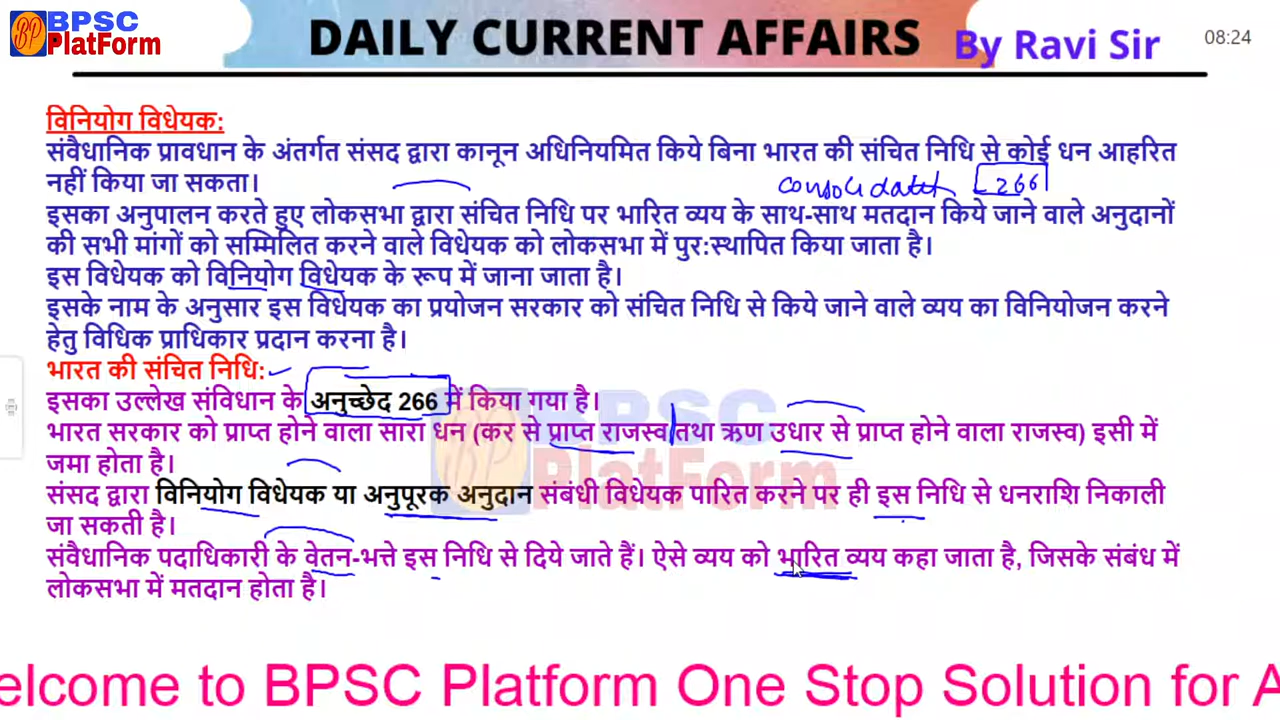 BPSC
PlatForm
DAILY CURRENT AFFAIRS By Ravi Sir
08:24
विनियोग विधेयक:
संवैधानिक प्रावधान के अंतर्गत संसद द्वारा कानून अधिनियमित किये बिना भारत की संचित निधि से कोई धन आहरित
नहीं किया जा सकता।
266
इसका अनुपालन करते हुए लोकसभा द्वारा संचित निधि पर भारित व्यय के साथ-साथ मतदान किये जाने वाले अनुदानों
की सभी मांगों को सम्मिलित करने वाले विधेयक को लोकसभा में पुर:स्थापित किया जाता है।
इस विधेयक को विनियोग विधेयक के रूप में जाना जाता है।
इसके नाम के अनुसार इस विधेयक का प्रयोजन सरकार को संचित निधि से किये जाने वाले व्यय का विनियोजन करने
हेतु विधिक प्राधिकार प्रदान करना है।
भारत की संचित निधि:
इसका उल्लेख संविधान के अनुच्छेद 266 में किया गया है।
भारत सरकार को प्राप्त होने वाला सारा धन (कर से प्राप्त राजस्व तथा ऋण उधार से प्राप्त होने वाला राजस्व) इसी में
जमा होता है।
संसद द्वारा विनियोग विधेयक या अनुपूरक अनुदान संबंधी विधेयक पारित करने पर ही इस निधि से धनराशि निकाली
जा सकती है।
संवैधानिक पदाधिकारी के वेतन-भत्ते इस निधि से दिये जाते हैं। ऐसे व्यय को भारित व्यय कहा जाता है, जिसके संबंध में
लोकसभा में मतदान होता है।
BPSC
PlatForm
elcome to BPSC Platform One Stop Solution for A